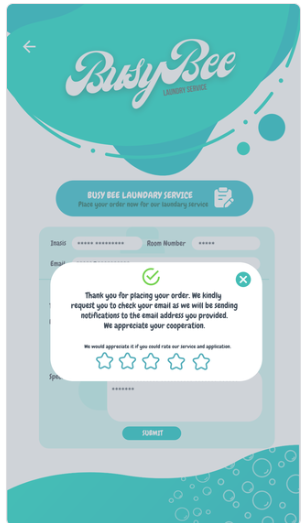 BusyBee
LAUNDRY SERVICE
BUSY BEE LAUNDARY SERVICE
Place your order now for our laundary service
***** *********
Room Number
*****
Email
Thank you for placing your order. We kindly
request you to check your email as we will be sending
notifications to the email address you provided.
We appreciate your cooperation.
We would appreciate it if you could rate our service and application.
*******
SUBMIT